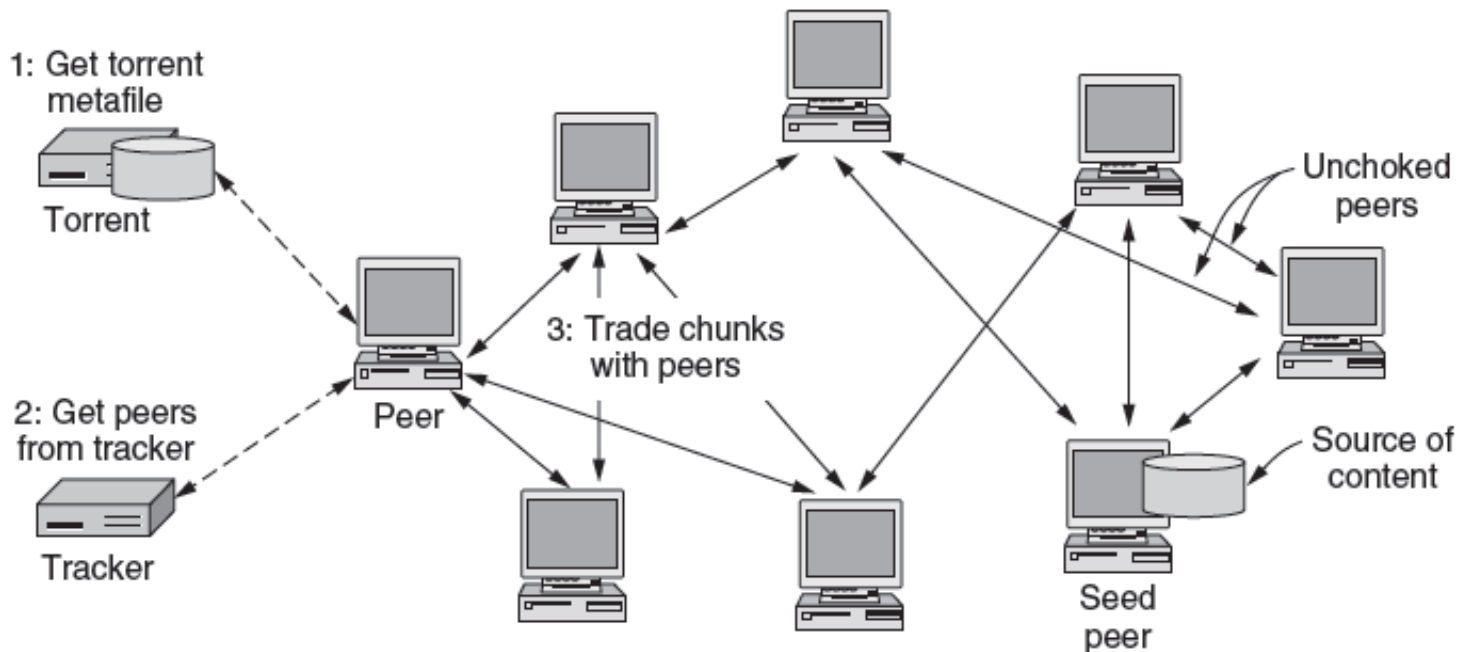 1: Get torrent
metafile
Torrent
2: Get peers
from tracker
Tracker
Peer
3: Trade chunks
with peers
Unchoked
peers
Source of
content
Seed
peer